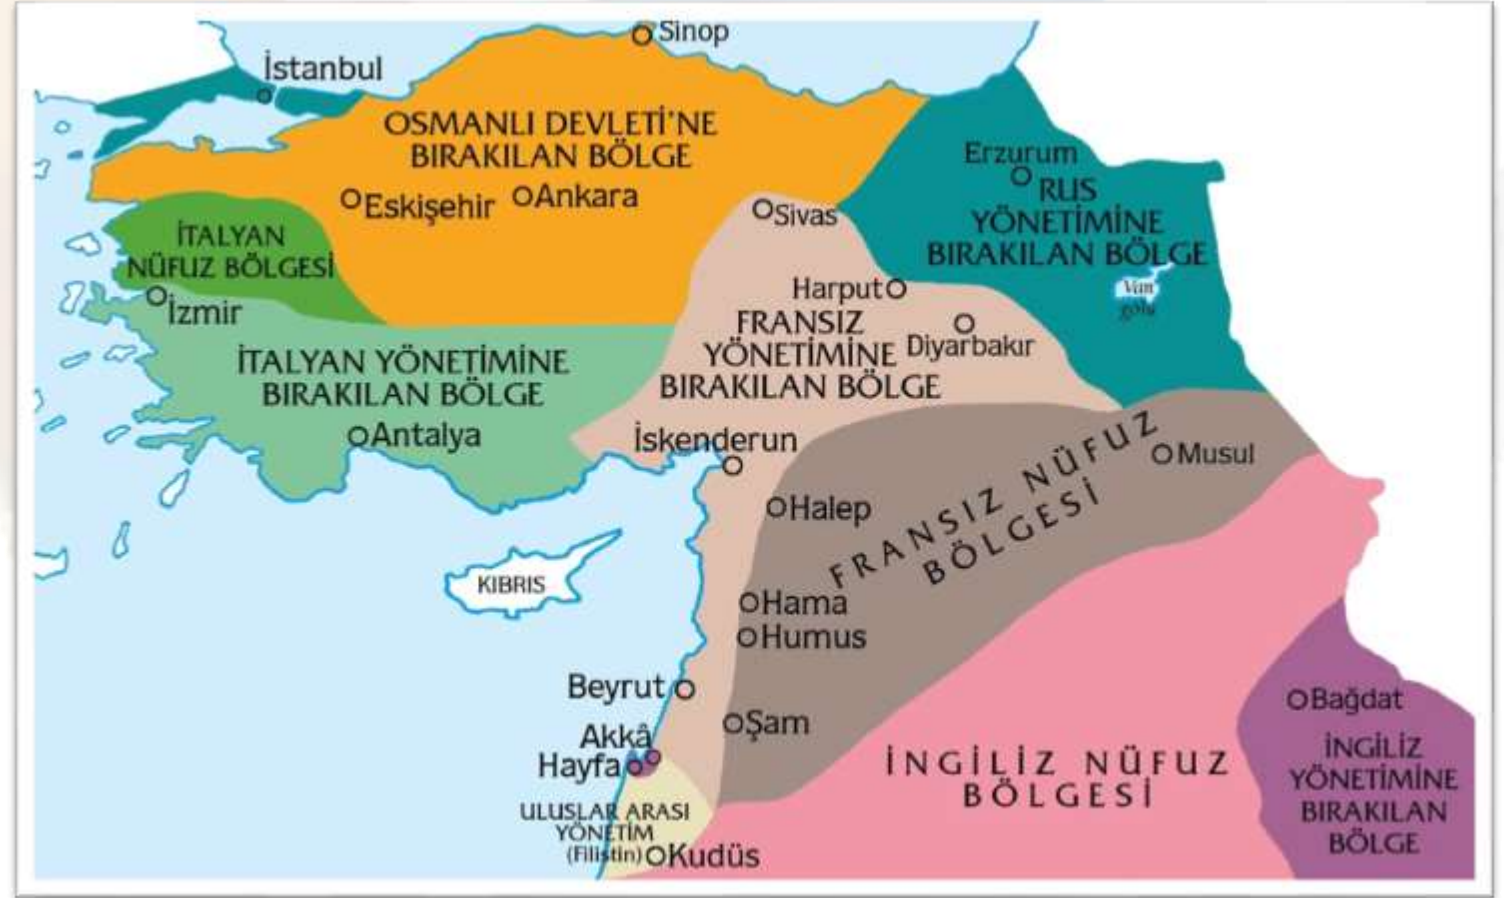 Sinop
İstanbul
OSMANLI DEVLETİ'NE
BIRAKILAN BÖLGE
Eskişehir
Ankara
Sivas
Erzurum
RUS
YÖNETİMİNE
BIRAKILAN BÖLGE
Van
gölü
İTALYAN
NÜFUZ BÖLGESİ
İzmir
İTALYAN YÖNETİMİNE
BIRAKILAN BÖLGE
Antalya
Harput
FRANSIZ
YÖNETİMİNE
BIRAKILAN BÖLGE
Diyarbakır
İskenderun
Halep
FRANSIZ NÜFUZ
BÖLGESİ
Musul
KIBRIS
Hama
Humus
Beyrut
Şam
Akkâ
Hayfa
ULUSLAR ARASI
YÖNETİM
(Filistin)
Kudüs
İNGİLİZ NÜFUZ
BÖLGESİ
Bağdat
İNGİLİZ
YÖNETİMİNE
BIRAKILAN
BÖLGE